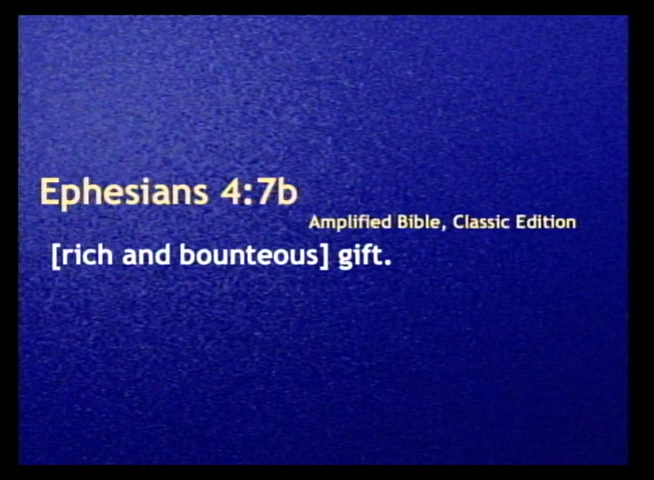 Ephesians 4:7b
Amplified Bible, Classic Edition
[rich and bounteous] gift.